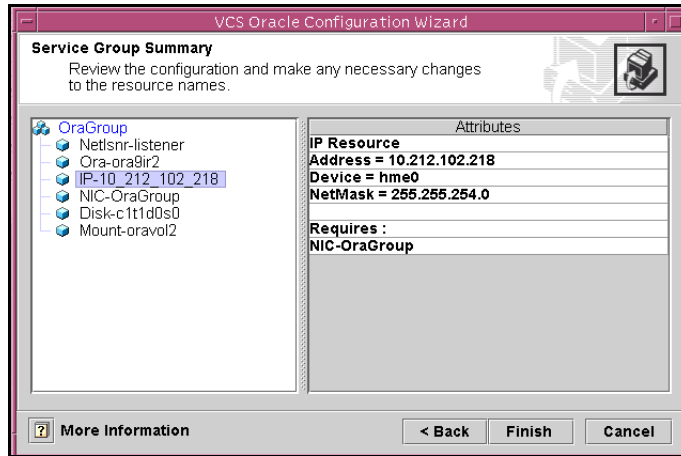 VCS Oracle Configuration Wizard
Service Group Summary
Review the configuration and make any necessary changes
to the resource names.
OraGroup
Netlsnr-listener
Ora-ora9ir2
IP-10_212_102_218
NIC-OraGroup
Disk-c1t1d0s0
Mount-oravol2
Attributes
IP Resource
Address = 10.212.102.218
Device = hme0
NetMask = 255.255.254.0
Requires :
NIC-OraGroup
? More Information
< Back
Finish
Cancel